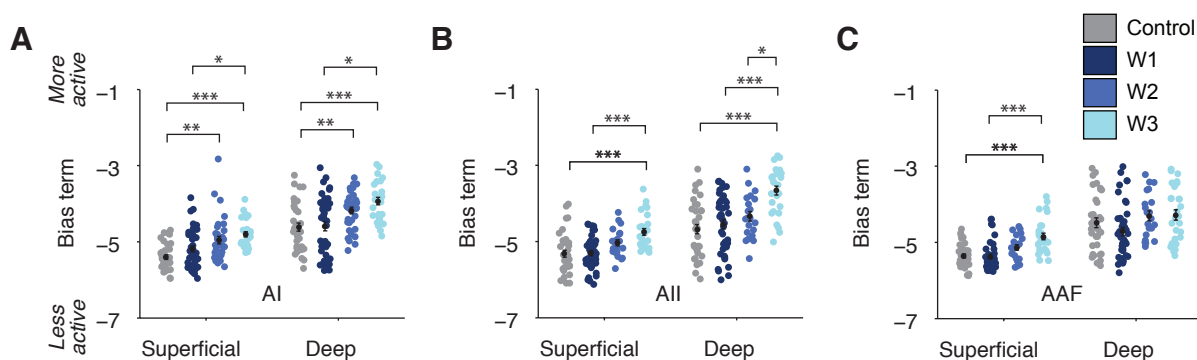 A
B
C
Control
W1
W2
W3
More
active
Less
active
Bias term
−1
−3
−5
−7
* *
*** ***
** **
AI
Superficial Deep
Bias term
−1
−3
−5
−7
*
***
*** ***
***
AII
Superficial Deep
Bias term
−1
−3
−5
−7
***
***
AAF
Superficial Deep